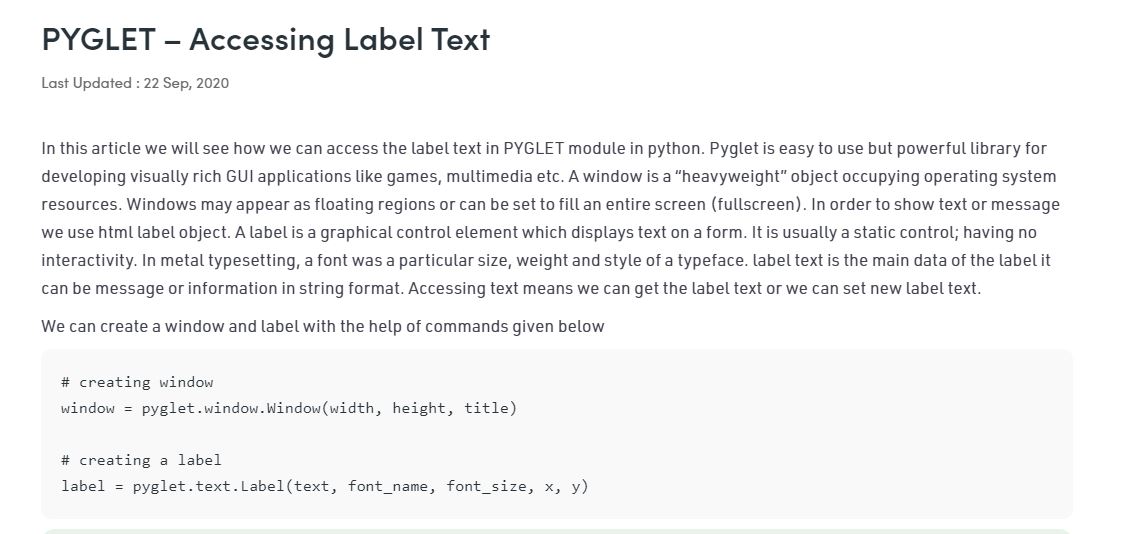 PYGLET – Accessing Label Text
Last Updated : 22 Sep, 2020
In this article we will see how we can access the label text in PYGLET module in python. Pyglet is easy to use but powerful library for
developing visually rich GUI applications like games, multimedia etc. A window is a “heavyweight” object occupying operating system
resources. Windows may appear as floating regions or can be set to fill an entire screen (fullscreen). In order to show text or message
we use html label object. A label is a graphical control element which displays text on a form. It is usually a static control; having no
interactivity. In metal typesetting, a font was a particular size, weight and style of a typeface. label text is the main data of the label it
can be message or information in string format. Accessing text means we can get the label text or we can set new label text.
We can create a window and label with the help of commands given below
# creating window
window = pyglet.window.Window(width, height, title)
# creating a label
label = pyglet.text.Label(text, font_name, font_size, x, y)